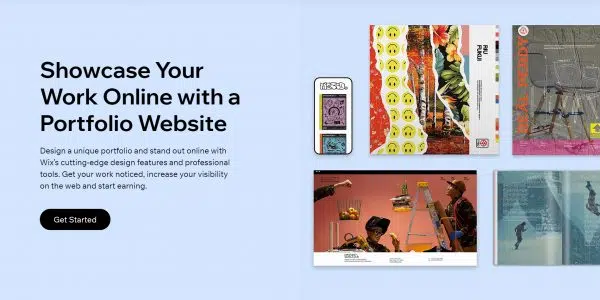 Showcase Your
Work Online with a
Portfolio Website
Design a unique portfolio and stand out online with
Wix's cutting-edge design features and professional
tools. Get your work noticed, increase your visibility
on the web and start earning.
Get Started
RIU
FUKUI